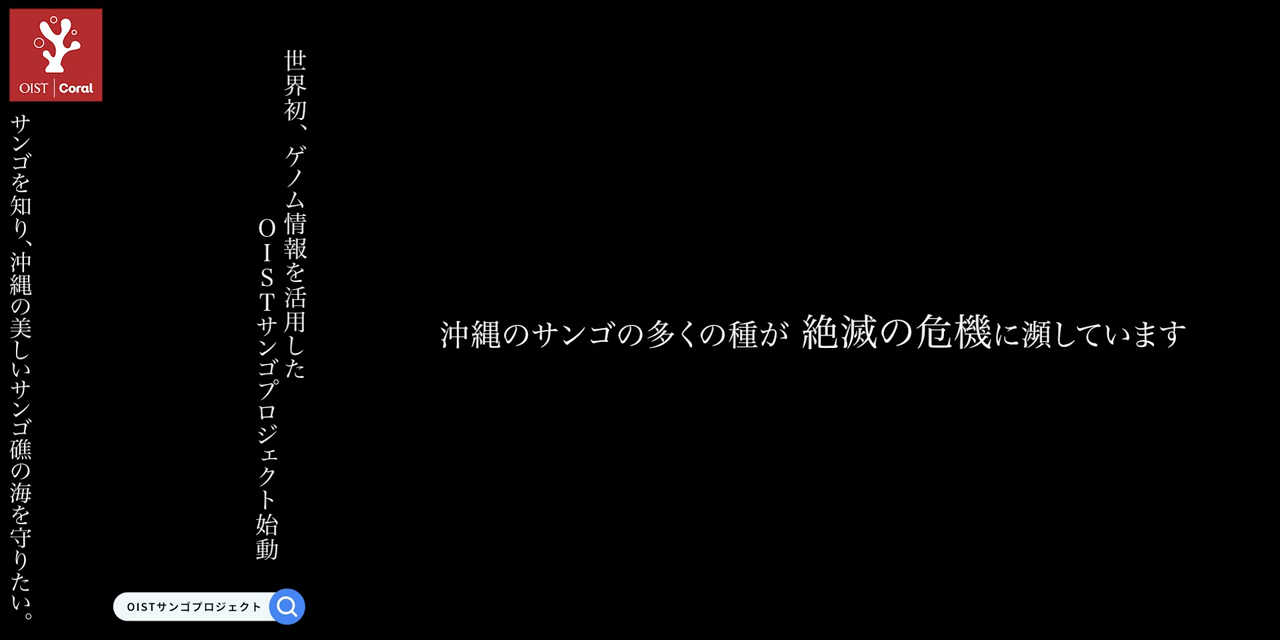 OIST | Coral
サンゴを知り、沖縄の美しいサンゴ礁の海を守りたい。
世界初、ゲノム情報を活用した
OISTサンゴプロジェクト始動
OISTサンゴプロジェクト
沖縄のサンゴの多くの種が 絶滅の危機に瀕しています